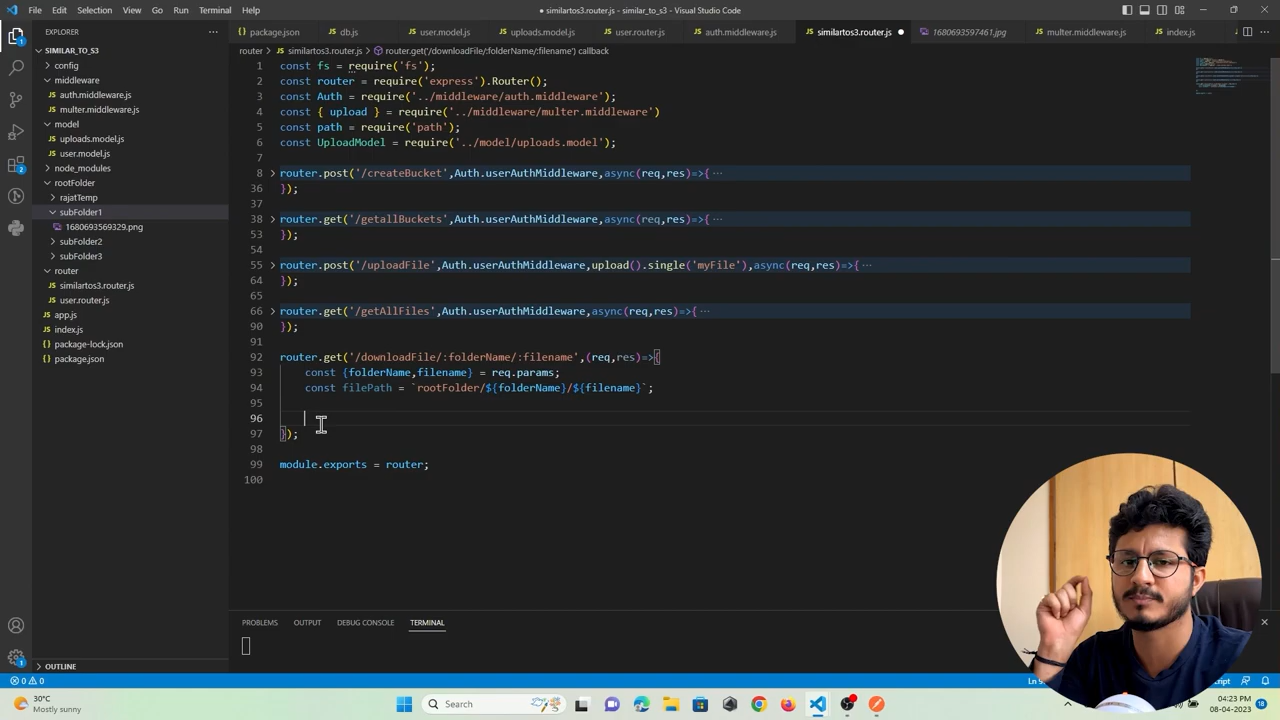 File Edit Selection View Go Run Terminal Help
● similartos3.router.js - similar_to_s3 - Visual Studio Code
EXPLORER ···
package.json db.js user.model.js uploads.model.js user.router.js auth.middleware.js similartos3.router.js ● 1680693597461.jpg multer.middleware.js index.js
router > similartos3.router.js > router.get('/downloadFile/:folderName/:filename') callback
SIMILAR_TO_S3
config
middleware
auth.middleware.js
multer.middleware.js
model
uploads.model.js
user.model.js
node_modules
rootFolder
rajatTemp
subFolder1
1680693569329.png
subFolder2
subFolder3
router
similartos3.router.js
user.router.js
app.js
index.js
package-lock.json
package.json
OUTLINE
1 const fs = require('fs');
2 const router = require('express').Router();
3 const Auth = require('../middleware/auth.middleware');
4 const { upload } = require('../middleware/multer.middleware')
5 const path = require('path');
6 const UploadModel = require('../model/uploads.model');
7
8 router.post('/createBucket',Auth.userAuthMiddleware,async(req,res)=>{ ···
36 });
37
38 router.get('/getallBuckets',Auth.userAuthMiddleware,async(req,res)=>{ ···
53 });
54
55 router.post('/uploadFile',Auth.userAuthMiddleware,upload().single('myFile'),async(req,res)=>{ ···
64 });
65
66 router.get('/getAllFiles',Auth.userAuthMiddleware,async(req,res)=>{ ···
90 });
91
92 router.get('/downloadFile/:folderName/:filename',(req,res)=>{
93 const {folderName,filename} = req.params;
94 const filePath = `rootFolder/${folderName}/${filename}`;
95
96
97 });
98
99 module.exports = router;
100
PROBLEMS OUTPUT DEBUG CONSOLE TERMINAL
0 0
30°C
Mostly sunny
Search
04:23 PM
08-04-2023
18